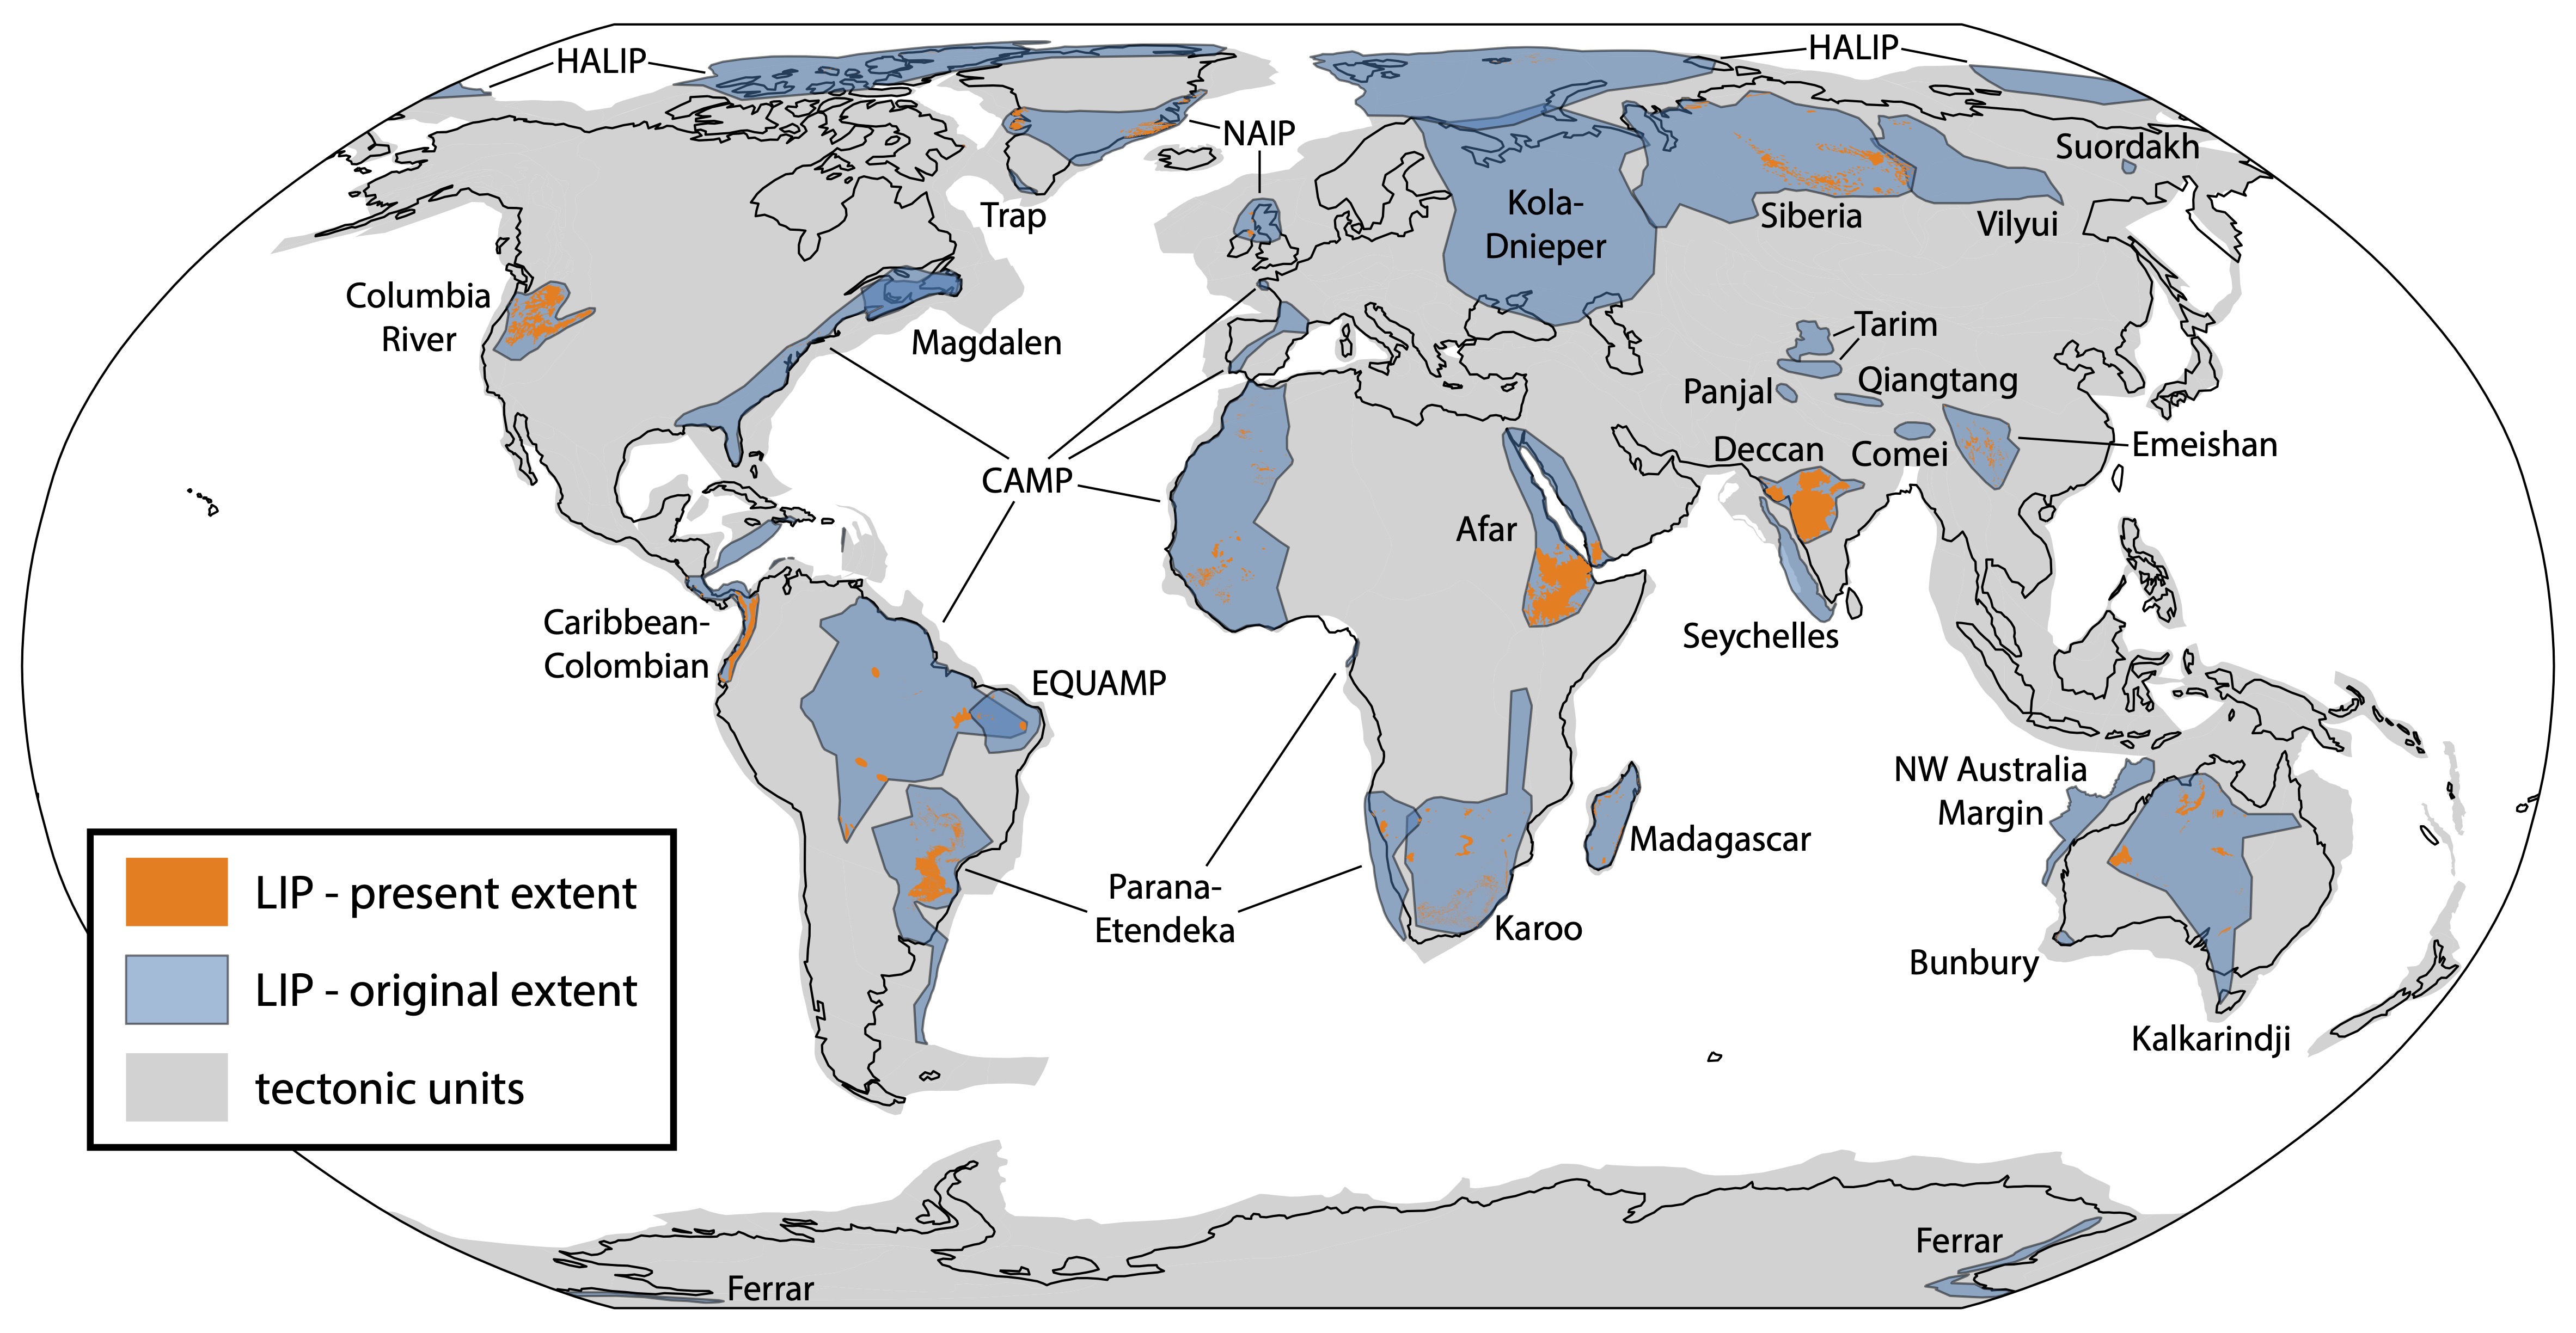 HALIP
HALIP
NAIP
Suordakh
Trap
Kola-
Dnieper
Siberia
Vilyui
Columbia
River
Magdalen
Tarim
Panjal
Qiangtang
Deccan
Comei
Emeishan
CAMP
Afar
Caribbean-
Colombian
Seychelles
EQUAMP
NW Australia
Margin
Madagascar
Parana-
Etendeka
Karoo
Bunbury
Kalkarindji
LIP - present extent
LIP - original extent
tectonic units
Ferrar
Ferrar